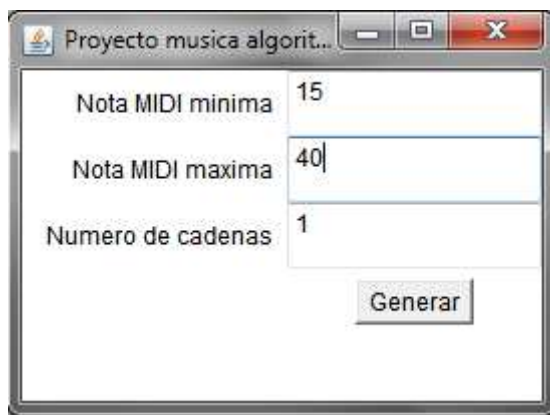 Proyecto musica algorit...
Nota MIDI minima 15
Nota MIDI maxima 40
Numero de cadenas 1
Generar